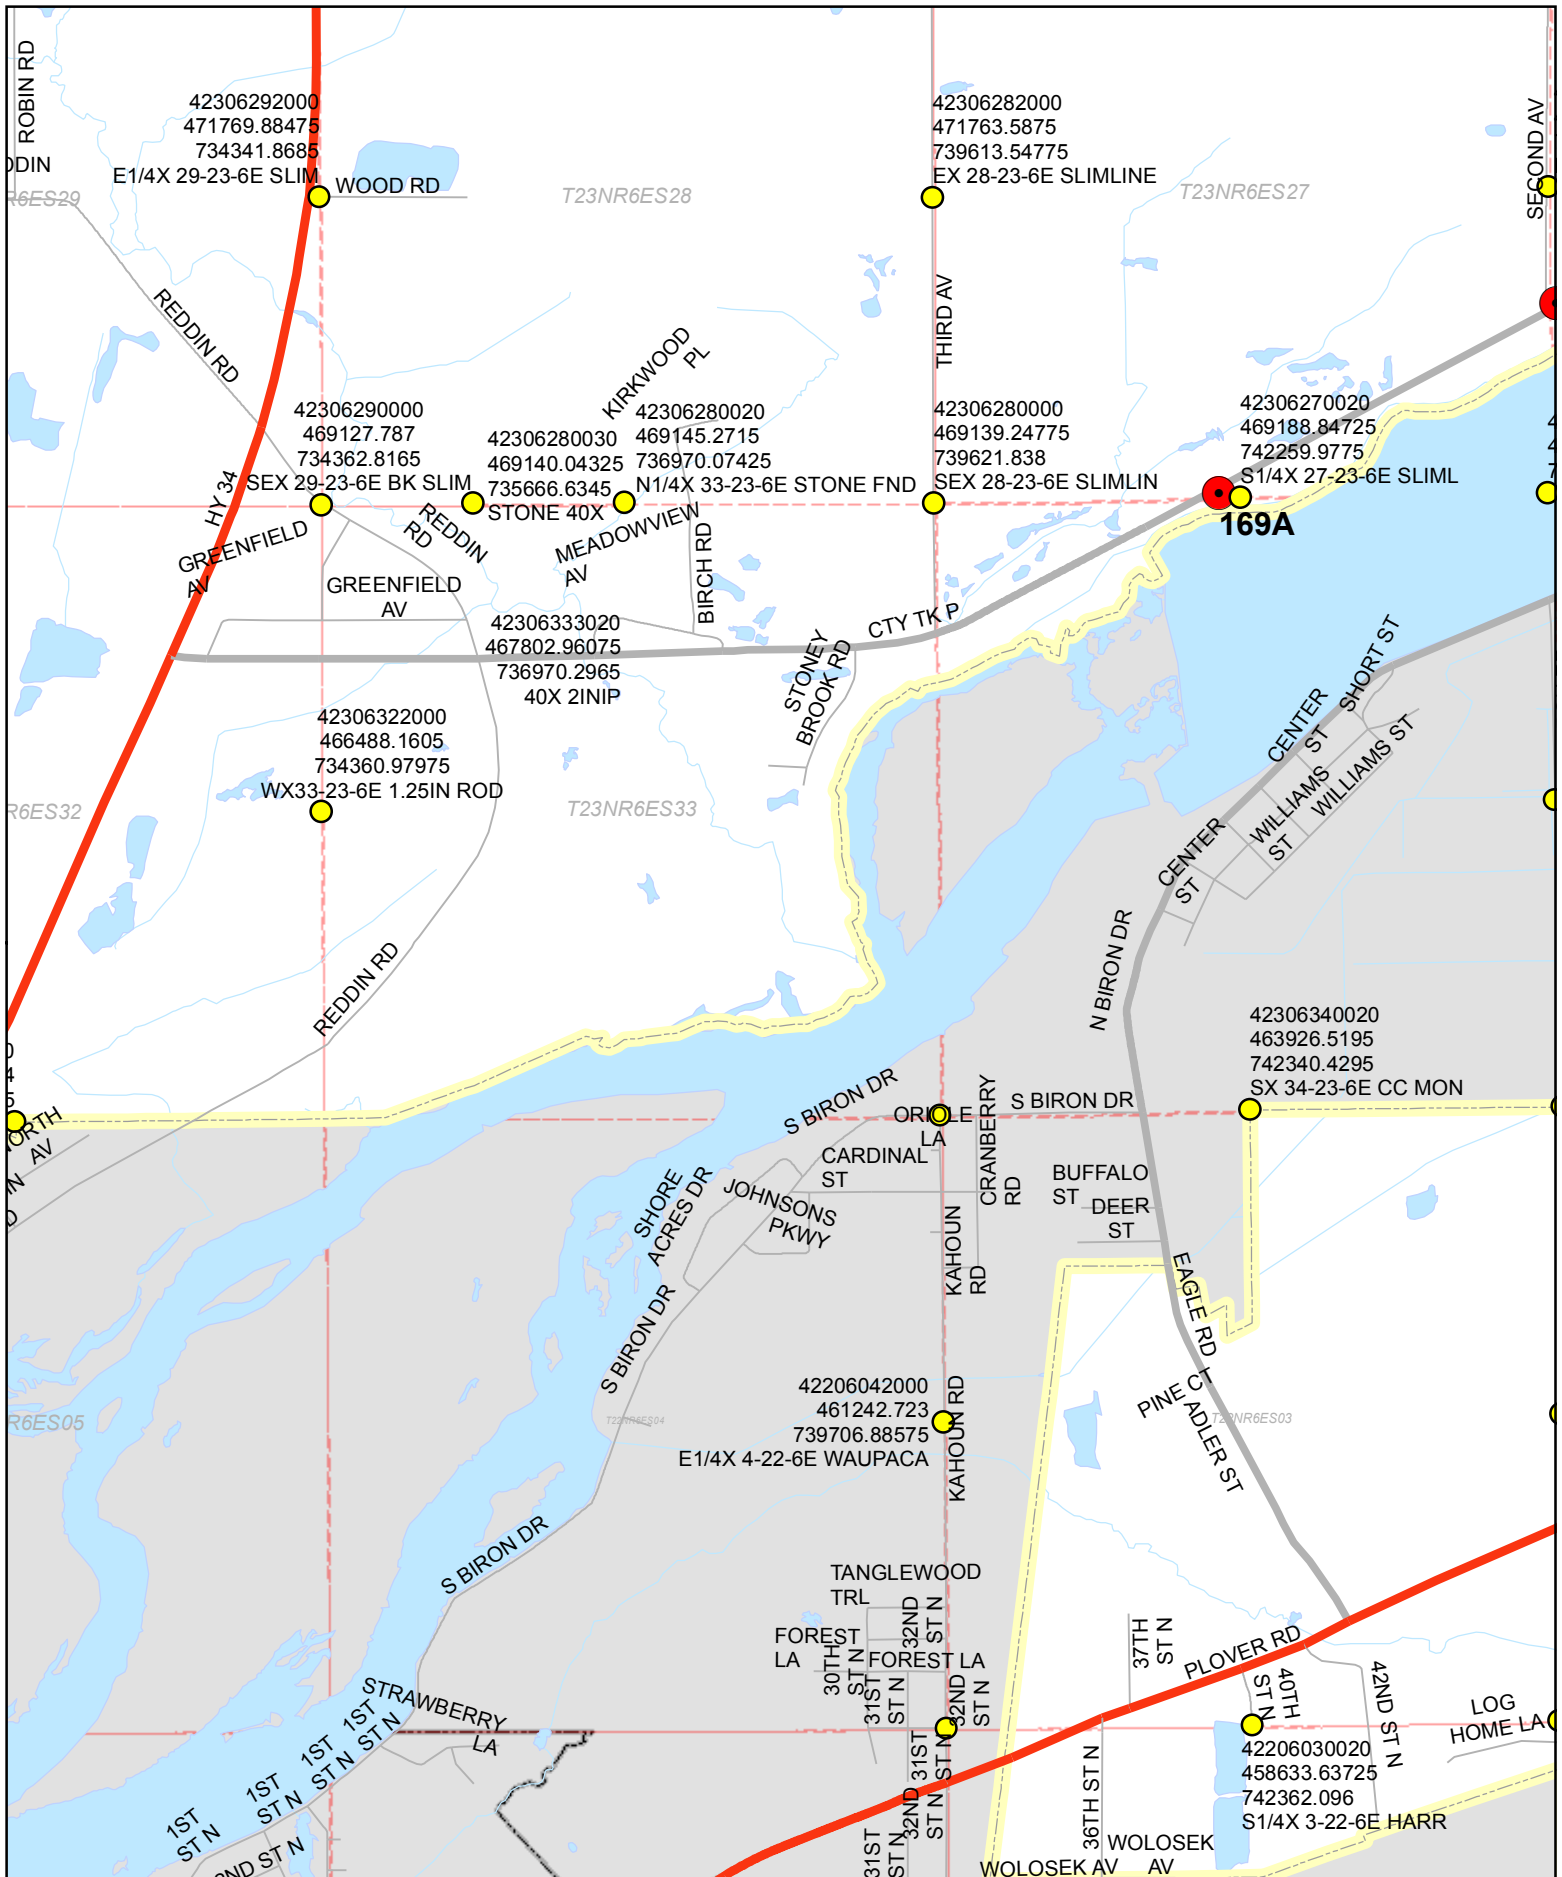 ROBIN RD
42306292000
471769.88475
734341.8685
E1/4X 29-23-6E SLIM
WOOD RD
T23NR6ES28
42306282000
471763.5875
739613.54775
EX 28-23-6E SLIMLINE
T23NR6ES27
SECOND AV
DDIN
R6ES29
REDDIN RD
HY 34
THIRD AV
KIRKWOOD
PL
42306290000
469127.787
734362.8165
SEX 29-23-6E BK SLIM
42306280030
469140.04325
735666.6345
STONE 40X
42306280020
469145.2715
736970.07425
N1/4X 33-23-6E STONE FND
42306280000
469139.24775
739621.838
SEX 28-23-6E SLIMLIN
42306270020
469188.84725
742259.9775
S1/4X 27-23-6E SLIML
169A
GREENFIELD
AV
REDDIN
RD
MEADOWVIEW
AV
BIRCH RD
GREENFIELD
AV
42306333020
467802.96075
736970.2965
40X 2INIP
STONEY
BROOK RD
CTY TK P
42306322000
466488.1605
734360.97975
WX33-23-6E 1.25IN ROD
R6ES32
T23NR6ES33
CENTER
ST
SHORT ST
WILLIAMS
ST
WILLIAMS ST
CENTER
ST
N BIRON DR
REDDIN RD
42306340020
463926.5195
742340.4295
SX 34-23-6E CC MON
S BIRON DR
ORIOLE
LA
CRANBERRY
RD
S BIRON DR
NORTH
AV
CARDINAL
ST
BUFFALO
ST
DEER
ST
SHORE
ACRES DR
JOHNSONS
PKWY
KAHOUN
RD
EAGLE RD
S BIRON DR
PINE CT
ADLER ST
42206042000
461242.723
739706.88575
E1/4X 4-22-6E WAUPACA
KAHOUN RD
R6ES05
T22NR6ES04
T22NR6ES03
S BIRON DR
TANGLEWOOD
TRL
32ND
ST N
FOREST
LA
30TH
ST N
FOREST LA
31ST
ST N
32ND
ST N
37TH
ST N
PLOVER RD
40TH
ST N
42ND ST N
LOG
HOME LA
STRAWBERRY
LA
1ST
ST N
1ST
ST N
1ST
ST N
1ST
ST N
2ND ST N
31ST
ST N
32ND
ST N
31ST
ST N
36TH ST N
42206030020
458633.63725
742362.096
S1/4X 3-22-6E HARR
WOLOSEK
AV
WOLOSEK AV